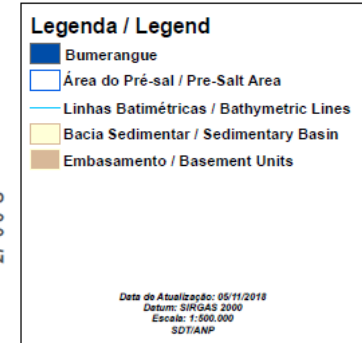 Legenda / Legend
Bumerangue
Área do Pré-sal / Pre-Salt Area
Linhas Batimétricas / Bathymetric Lines
Bacia Sedimentar / Sedimentary Basin
Embasamento / Basement Units
Data de Atualização: 05/11/2018
Datum: SIRGAS 2000
Escala: 1:500.000
SDT/ANP